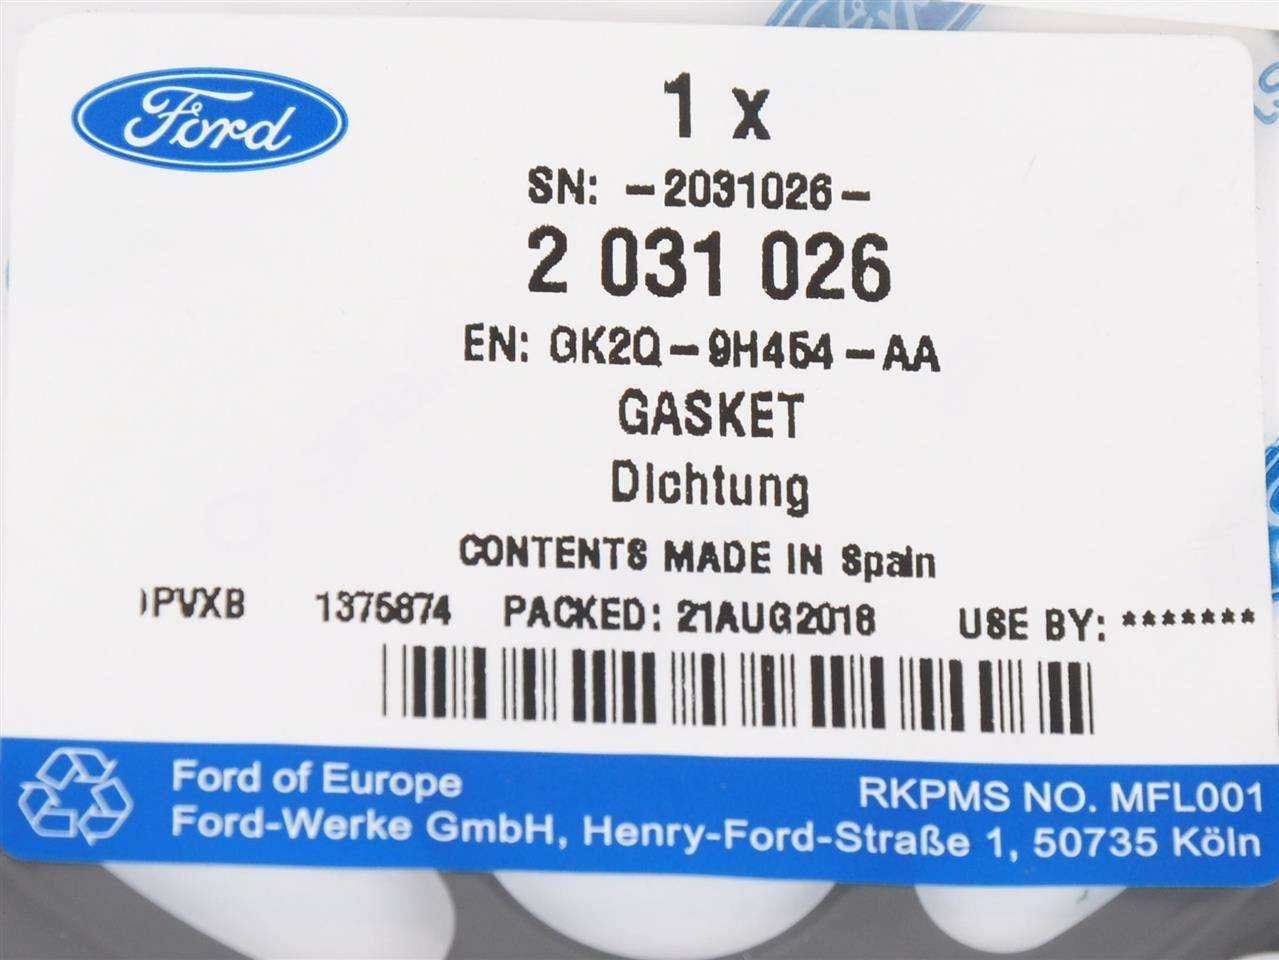 Ford
1 x
SN: -2031026-
2 031 026
EN: GK2Q-9H454-AA
GASKET
Dichtung
CONTENTS MADE IN Spain
PVXB 1375874 PACKED: 21AUG2018 USE BY: *******
Ford of Europe RKPMS NO. MFL001
Ford-Werke GmbH, Henry-Ford-Straße 1, 50735 Köln